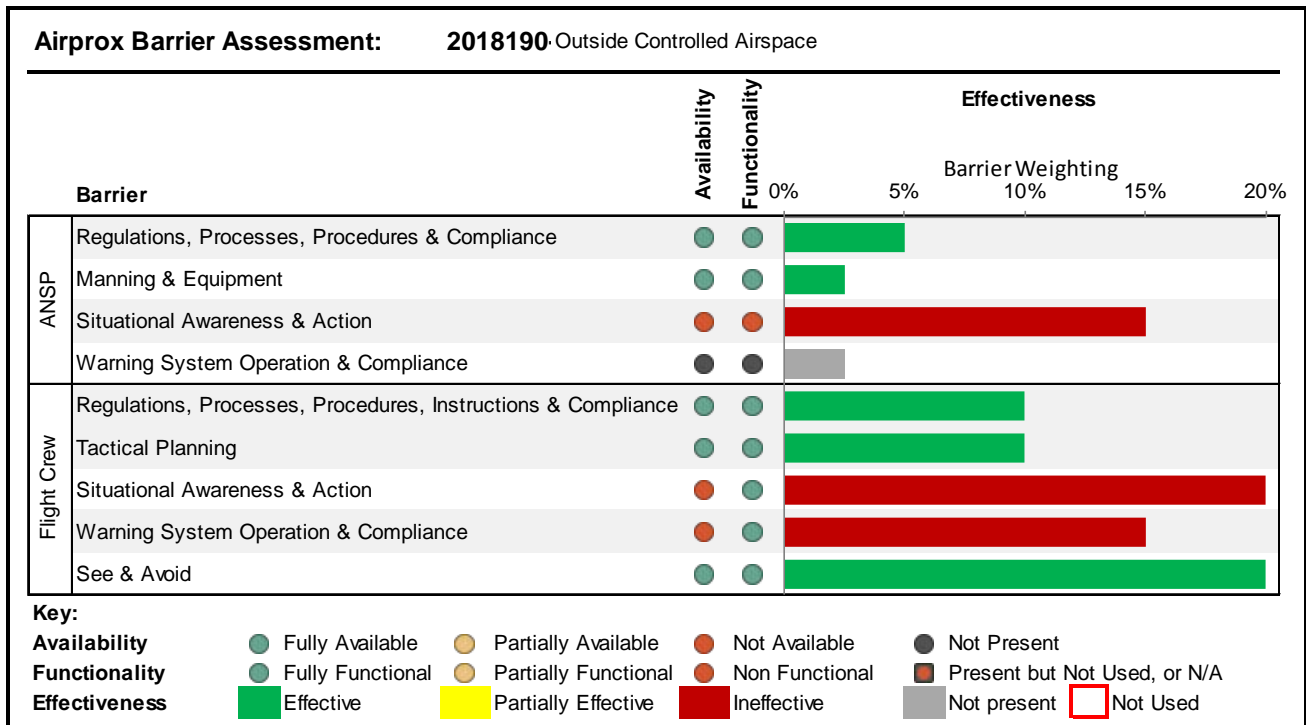 Airprox Barrier Assessment: 2018190 Outside Controlled Airspace
Availability
Functionality
Effectiveness
Barrier
Barrier Weighting
0% 5% 10% 15% 20%
ANSP
Regulations, Processes, Procedures & Compliance
Manning & Equipment
Situational Awareness & Action
Warning System Operation & Compliance
Flight Crew
Regulations, Processes, Procedures, Instructions & Compliance
Tactical Planning
Situational Awareness & Action
Warning System Operation & Compliance
See & Avoid
Key:
Availability Fully Available Partially Available Not Available Not Present
Functionality Fully Functional Partially Functional Non Functional Present but Not Used, or N/A
Effectiveness Effective Partially Effective Ineffective Not present Not Used